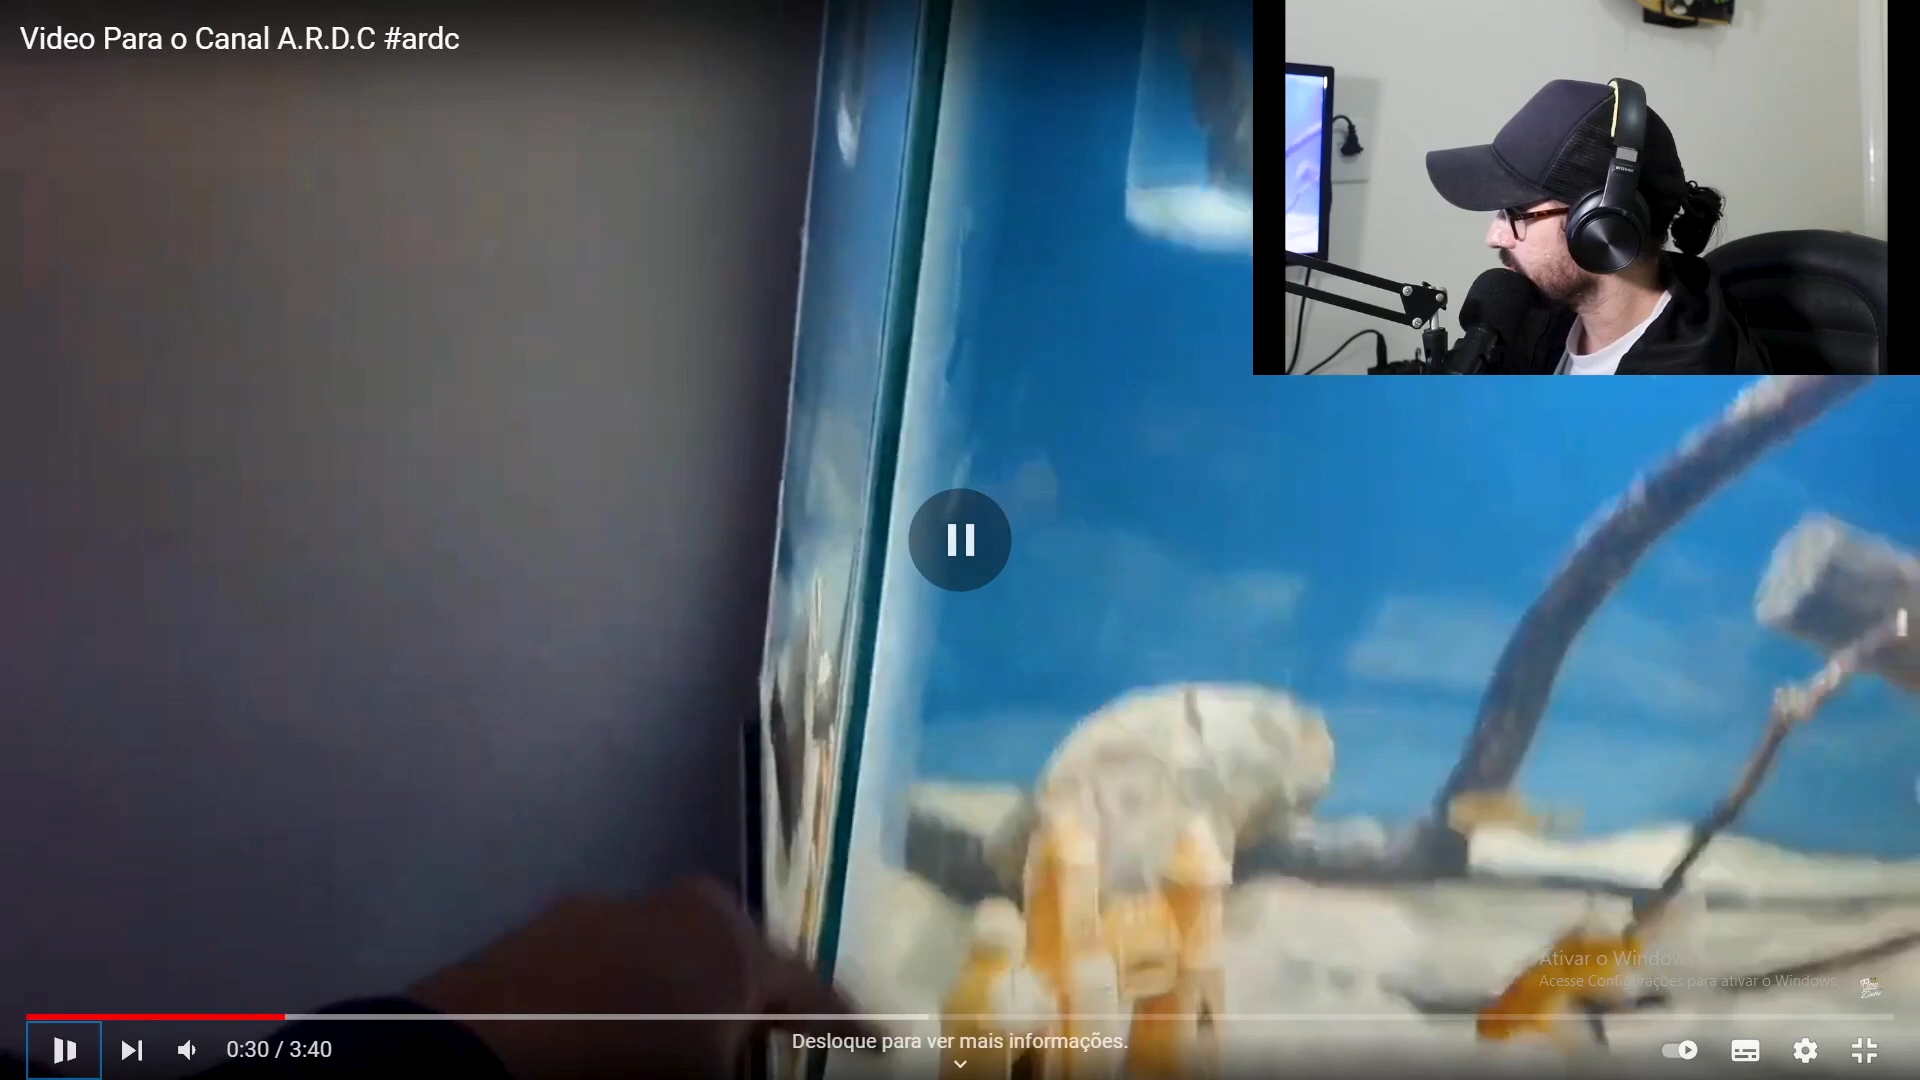 Video Para o Canal A.R.D.C #ardc
Ativar o Windows
Acesse Configurações para ativar o Windows.
0:30 / 3:40
Desloque para ver mais informações.